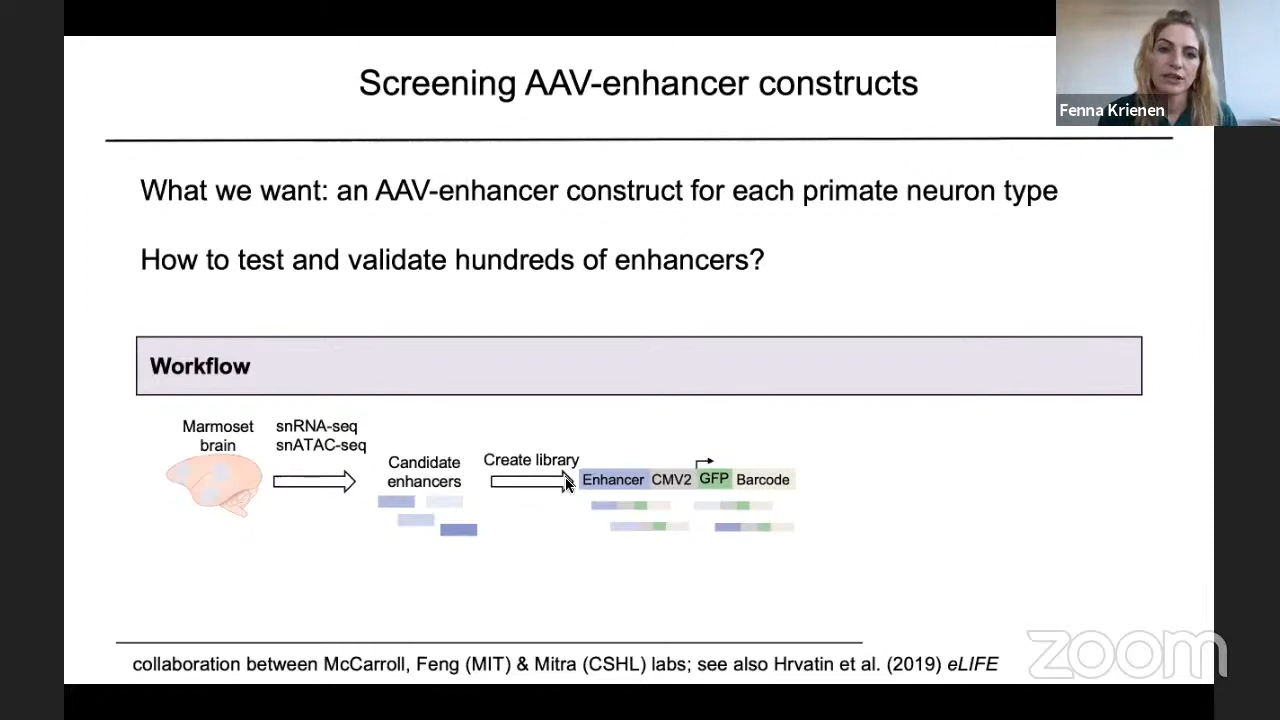 Screening AAV-enhancer constructs
Fenna Krienen
What we want: an AAV-enhancer construct for each primate neuron type
How to test and validate hundreds of enhancers?
Workflow
Marmoset
brain
snRNA-seq
snATAC-seq
Candidate
enhancers
Create library
Enhancer CMV2 GFP Barcode
collaboration between McCarroll, Feng (MIT) & Mitra (CSHL) labs; see also Hrvatin et al. (2019) eLIFE
zoom